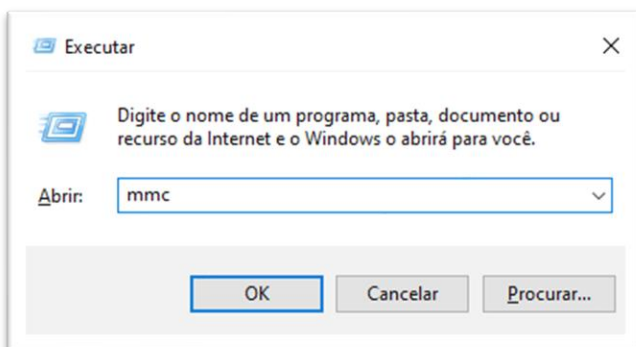 Executar
Digite o nome de um programa, pasta, documento ou
recurso da Internet e o Windows o abrirá para você.
Abrir:
mmc
OK
Cancelar
Procurar...